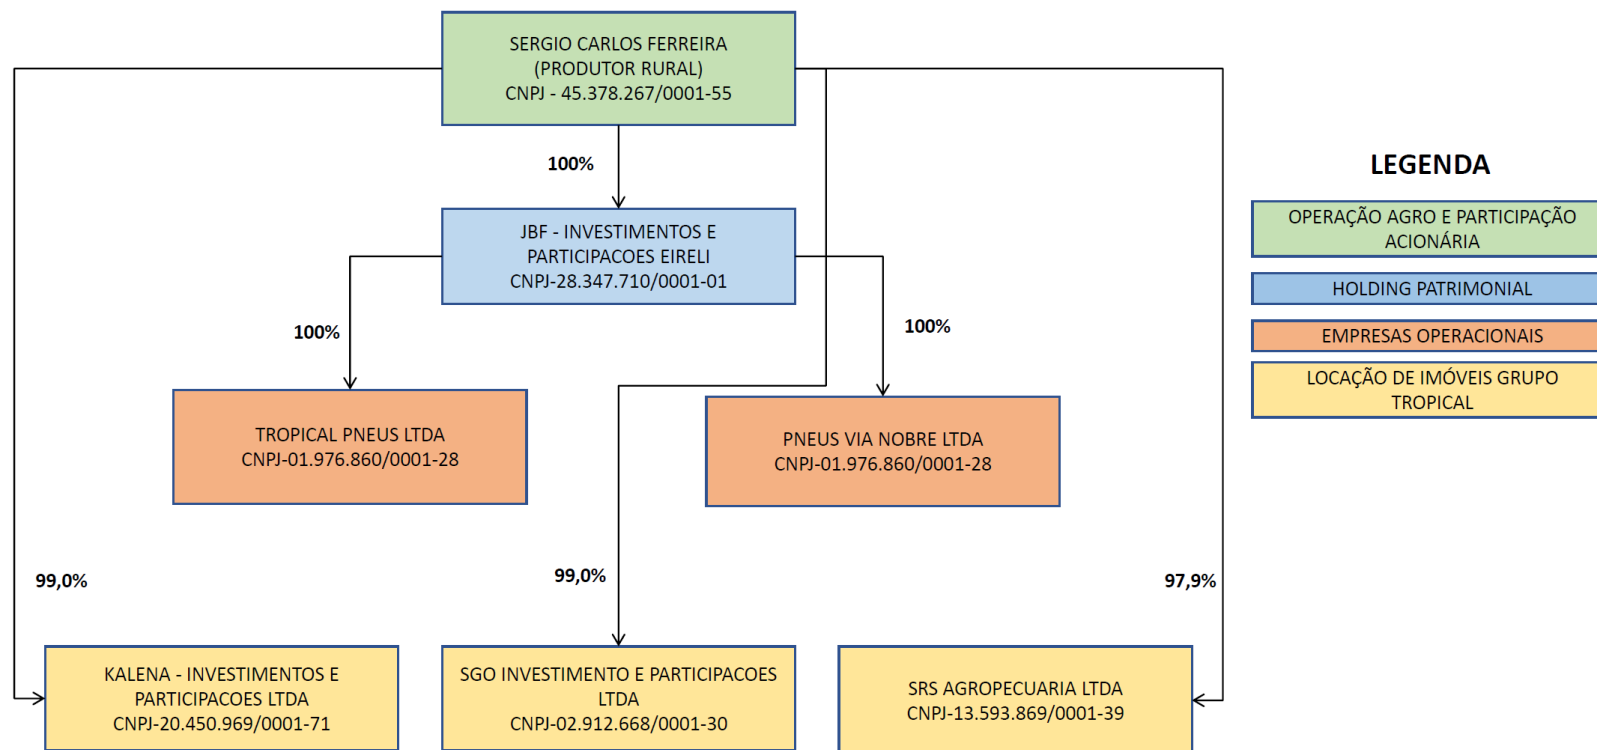 SERGIO CARLOS FERREIRA
(PRODUTOR RURAL)
CNPJ - 45.378.267/0001-55
100%
LEGENDA
OPERAÇÃO AGRO E PARTICIPAÇÃO
ACIONÁRIA
HOLDING PATRIMONIAL
EMPRESAS OPERACIONAIS
LOCAÇÃO DE IMÓVEIS GRUPO
TROPICAL
JBF - INVESTIMENTOS E
PARTICIPACOES EIRELI
CNPJ-28.347.710/0001-01
100%
100%
TROPICAL PNEUS LTDA
CNPJ-01.976.860/0001-28
PNEUS VIA NOBRE LTDA
CNPJ-01.976.860/0001-28
99,0%
99,0%
97,9%
KALENA - INVESTIMENTOS E
PARTICIPACOES LTDA
CNPJ-20.450.969/0001-71
SGO INVESTIMENTO E PARTICIPACOES
LTDA
CNPJ-02.912.668/0001-30
SRS AGROPECUARIA LTDA
CNPJ-13.593.869/0001-39